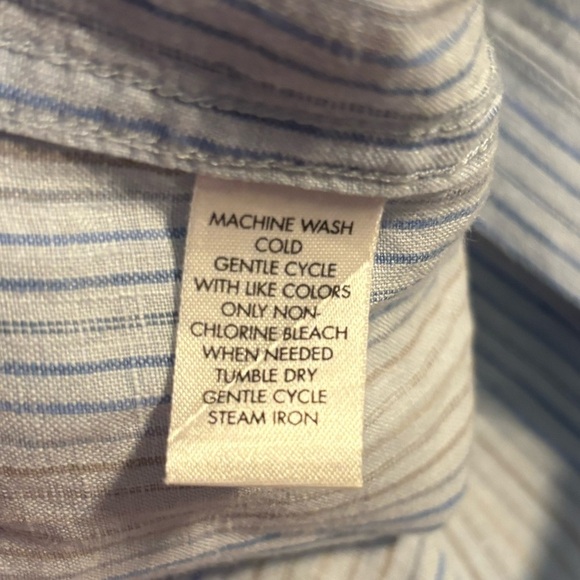 MACHINE WASH
COLD
GENTLE CYCLE
WITH LIKE COLORS
ONLY NON-
CHLORINE BLEACH
WHEN NEEDED
TUMBLE DRY
GENTLE CYCLE
STEAM IRON